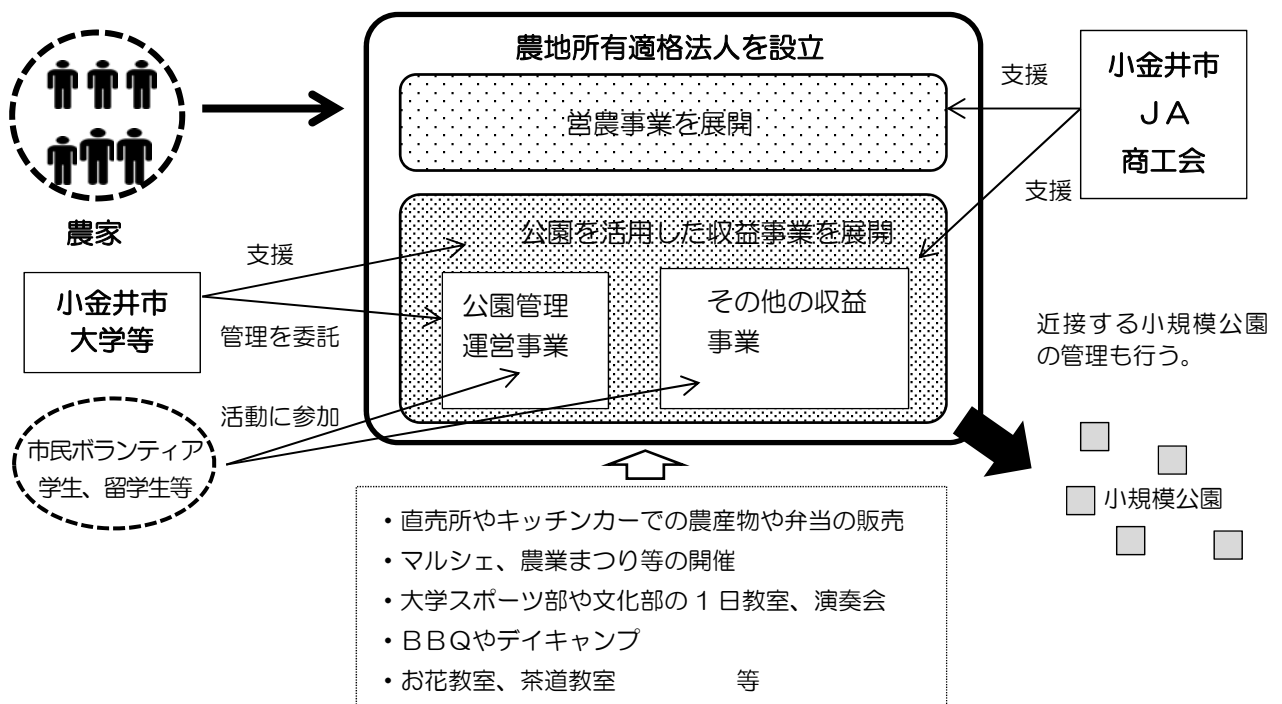 農地所有適格法人を設立
営農事業を展開
公園を活用した収益事業を展開
公園管理
運営事業
その他の収益
事業
農家
小金井市
大学等
支援
管理を委託
活動に参加
市民ボランティア
学生、留学生等
支援
支援
小金井市
ＪＡ
商工会
近接する小規模公園
の管理も行う。
小規模公園
・直売所やキッチンカーでの農産物や弁当の販売
・マルシェ、農業まつり等の開催
・大学スポーツ部や文化部の１日教室、演奏会
・ＢＢＱやデイキャンプ
・お花教室、茶道教室　　　　　等